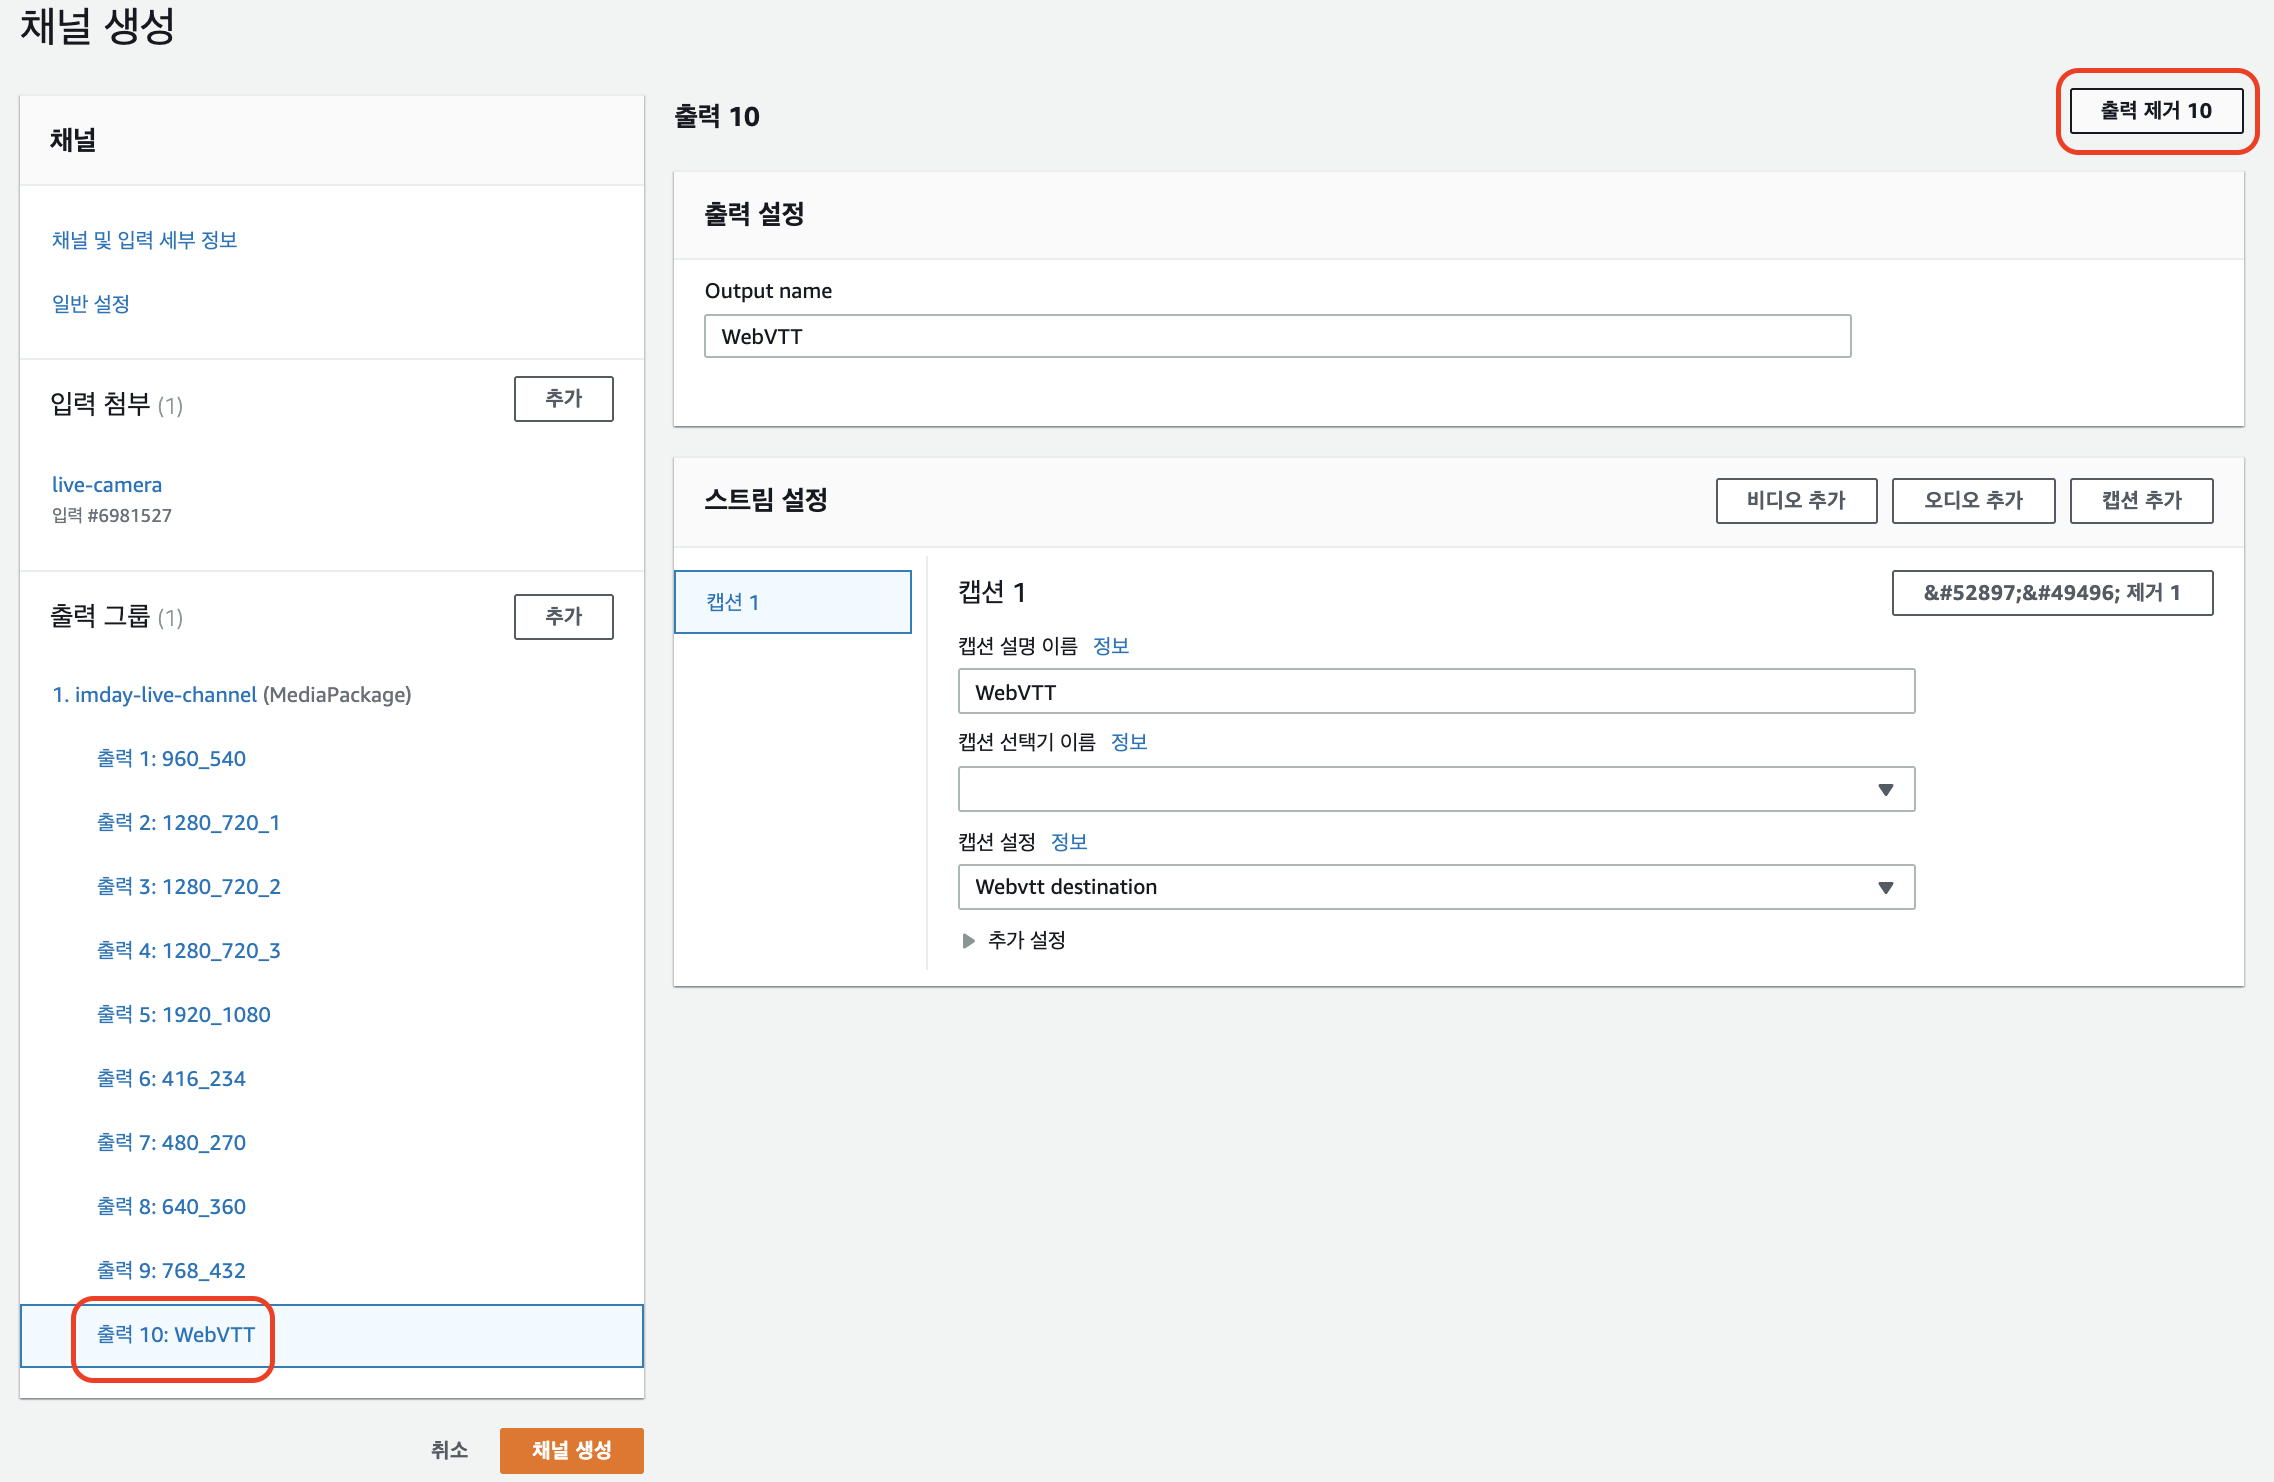 채널 생성
채널
채널 및 입력 세부 정보
일반 설정
입력 첨부 (1)
추가
live-camera
입력 #6981527
출력 그룹 (1)
추가
1. imday-live-channel (MediaPackage)
출력 1: 960_540
출력 2: 1280_720_1
출력 3: 1280_720_2
출력 4: 1280_720_3
출력 5: 1920_1080
출력 6: 416_234
출력 7: 480_270
출력 8: 640_360
출력 9: 768_432
출력 10: WebVTT
취소
채널 생성
출력 10
출력 제거 10
출력 설정
Output name
WebVTT
스트림 설정
비디오 추가
오디오 추가
캡션 추가
캡션 1
캡션 1
&#52897;&#49496; 제거 1
캡션 설명 이름 정보
WebVTT
캡션 선택기 이름 정보
캡션 설정 정보
Webvtt destination
추가 설정